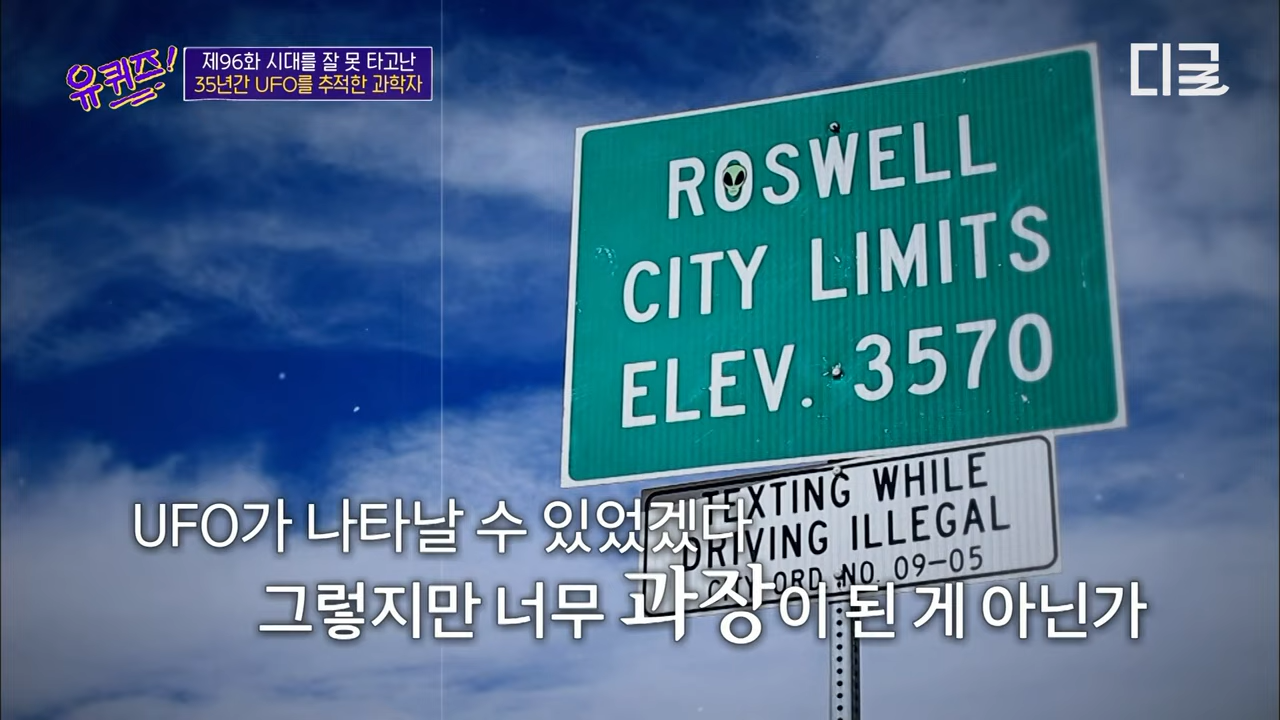 유퀴즈!
제96화 시대를 잘 못 타고난
35년간 UFO를 추적한 과학자
디글
ROSWELL
CITY LIMITS
ELEV. 3570
TEXTING WHILE
DRIVING ILLEGAL
CITY ORD. NO. 09-05
UFO가 나타날 수 있었겠다
그렇지만 너무 과장이 된 게 아닌가